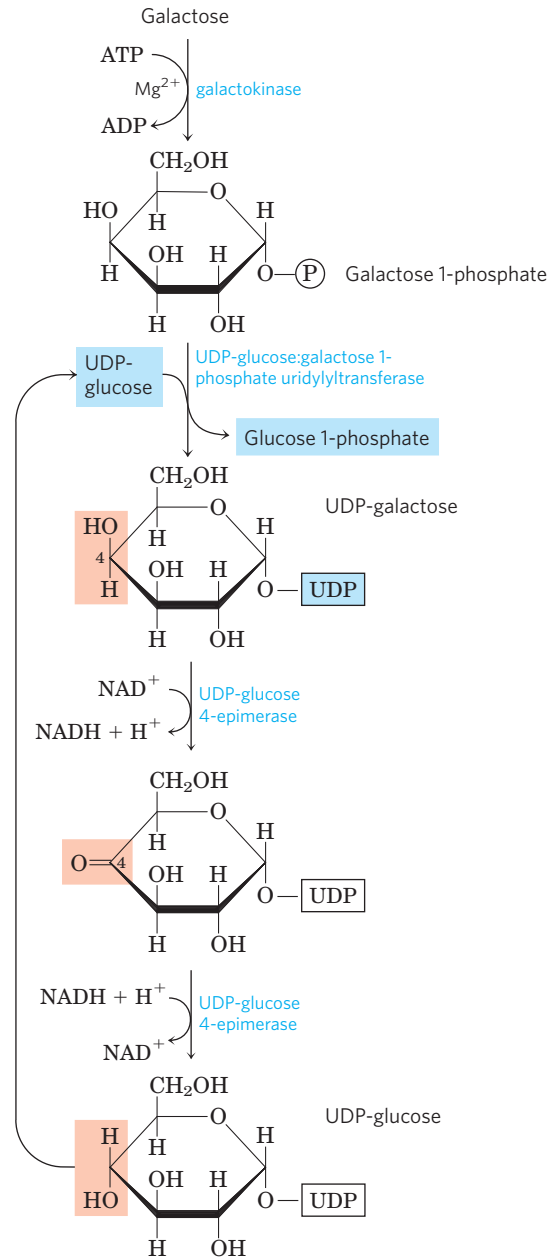 Galactose
ATP
Mg2+ galactokinase
ADP
CH2OH
O
HO H
H
OH H
H O P Galactose 1-phosphate
H OH
UDP-
glucose
UDP-glucose:galactose 1-
phosphate uridylyltransferase
Glucose 1-phosphate
CH2OH
UDP-galactose
O
HO H
H
4
OH H
H O UDP
H OH
NAD+
UDP-glucose
4-epimerase
NADH + H+
CH2OH
O
H H
O 4
OH H
O UDP
H OH
NADH + H+
UDP-glucose
4-epimerase
NAD+
CH2OH
UDP-glucose
O
H H
H
4
OH H
HO O UDP
H OH